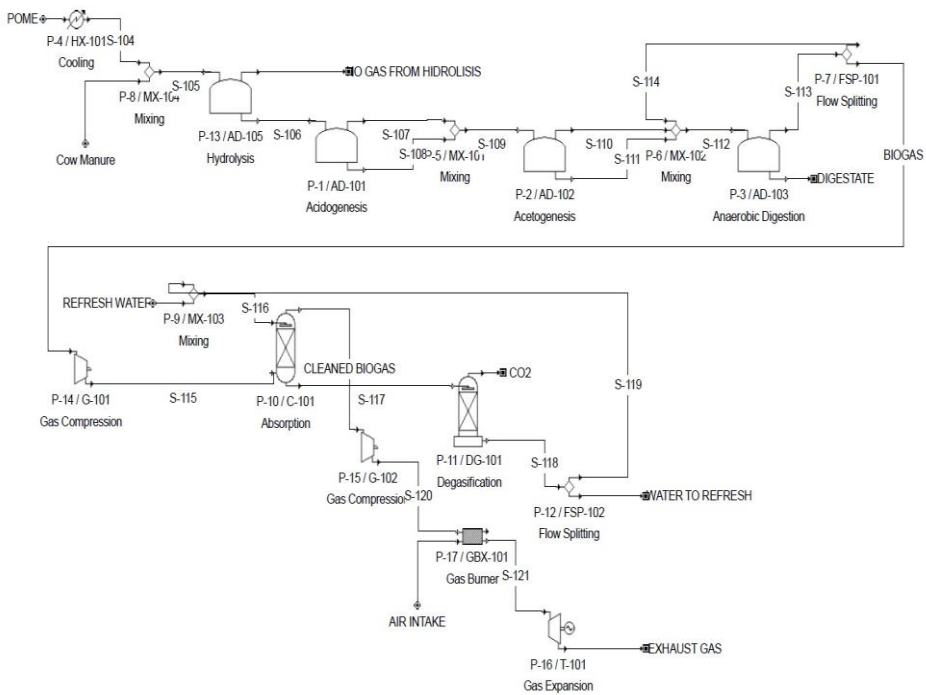 POME
P-4 / HX-101
Cooling
S-104
P-8 / MX-104
Mixing
S-105
Cow Manure
O GAS FROM HIDROLISIS
P-13 / AD-105
Hydrolysis
S-106
P-1 / AD-101
Acidogenesis
S-107
S-108
P-5 / MX-101
Mixing
S-109
P-2 / AD-102
Acetogenesis
S-110
S-111
S-114
P-6 / MX-102
Mixing
S-112
P-3 / AD-103
Anaerobic Digestion
S-113
P-7 / FSP-101
Flow Splitting
BIOGAS
DIGESTATE
REFRESH WATER
P-9 / MX-103
Mixing
S-116
P-14 / G-101
Gas Compression
S-115
P-10 / C-101
Absorption
CLEANED BIOGAS
S-117
CO2
P-11 / DG-101
Degasification
S-118
S-119
P-12 / FSP-102
Flow Splitting
WATER TO REFRESH
P-15 / G-102
Gas Compression
S-120
P-17 / GBX-101
Gas Burner
S-121
AIR INTAKE
P-16 / T-101
Gas Expansion
EXHAUST GAS